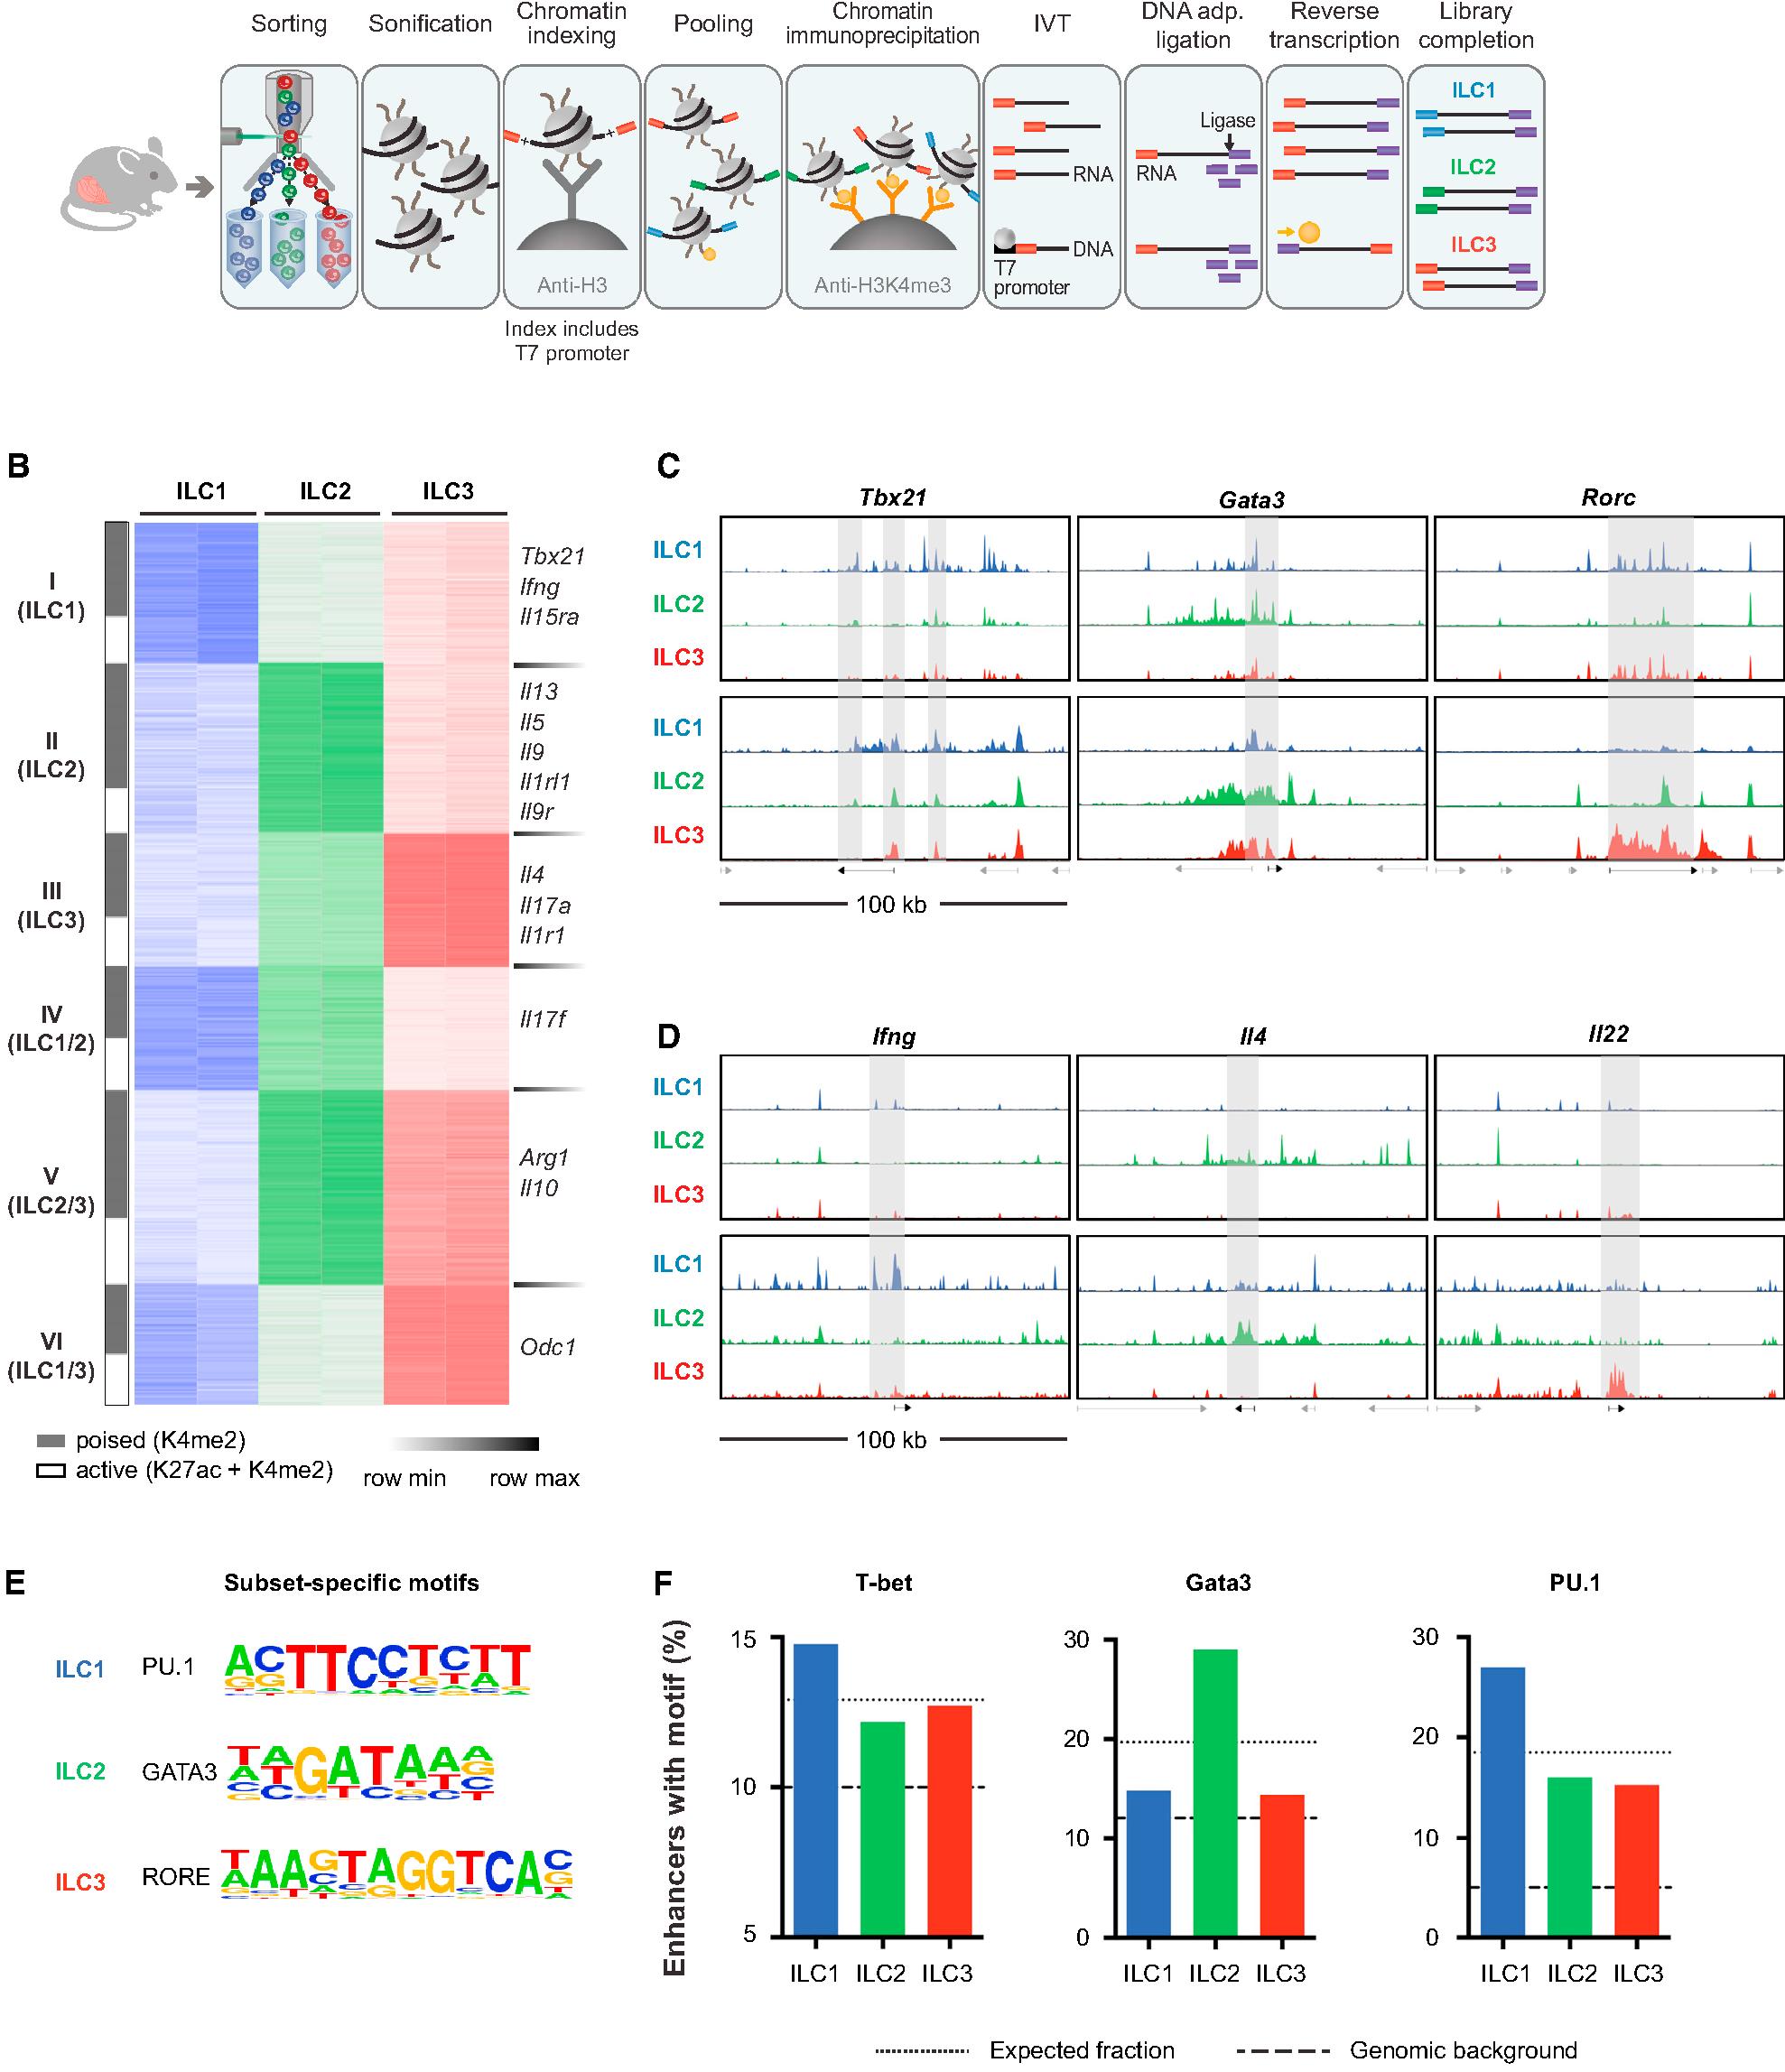 Sorting
Sonification
Chromatin
indexing
Pooling
Chromatin
immunoprecipitation
IVT
DNA adp.
ligation
Reverse
transcription
Library
completion
Anti-H3
Index includes
T7 promoter
Anti-H3K4me3
RNA
DNA
T7
promoter
Ligase
RNA
ILC1
ILC2
ILC3
B
ILC1 ILC2 ILC3
I
(ILC1)
Tbx21
Ifng
Il15ra
II
(ILC2)
Il13
Il5
Il9
Il1rl1
Il9r
III
(ILC3)
Il4
Il17a
Il1r1
IV
(ILC1/2)
Il17f
V
(ILC2/3)
Arg1
Il10
VI
(ILC1/3)
Odc1
poised (K4me2)
active (K27ac + K4me2)
row min row max
C
Tbx21 Gata3 Rorc
ILC1
ILC2
ILC3
ILC1
ILC2
ILC3
100 kb
D
Ifng Il4 Il22
ILC1
ILC2
ILC3
ILC1
ILC2
ILC3
100 kb
E
Subset-specific motifs
ILC1 PU.1 ACTTCCTCTT
ILC2 GATA3 TAGATAAA
ILC3 RORE TAAGTAGGTCAC
F
Enhancers with motif (%)
T-bet
15
10
5
ILC1 ILC2 ILC3
Gata3
30
20
10
0
ILC1 ILC2 ILC3
PU.1
30
20
10
0
ILC1 ILC2 ILC3
Expected fraction Genomic background